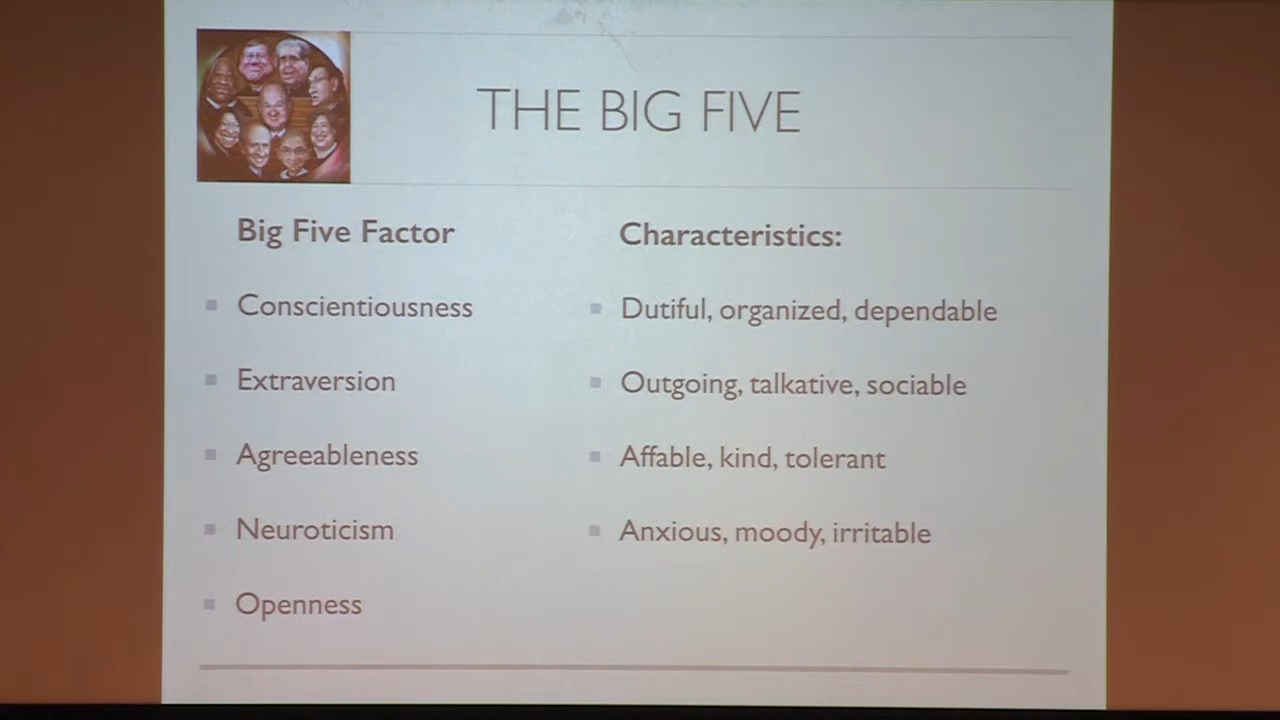 THE BIG FIVE
Big Five Factor
Characteristics:
Conscientiousness
Dutiful, organized, dependable
Extraversion
Outgoing, talkative, sociable
Agreeableness
Affable, kind, tolerant
Neuroticism
Anxious, moody, irritable
Openness